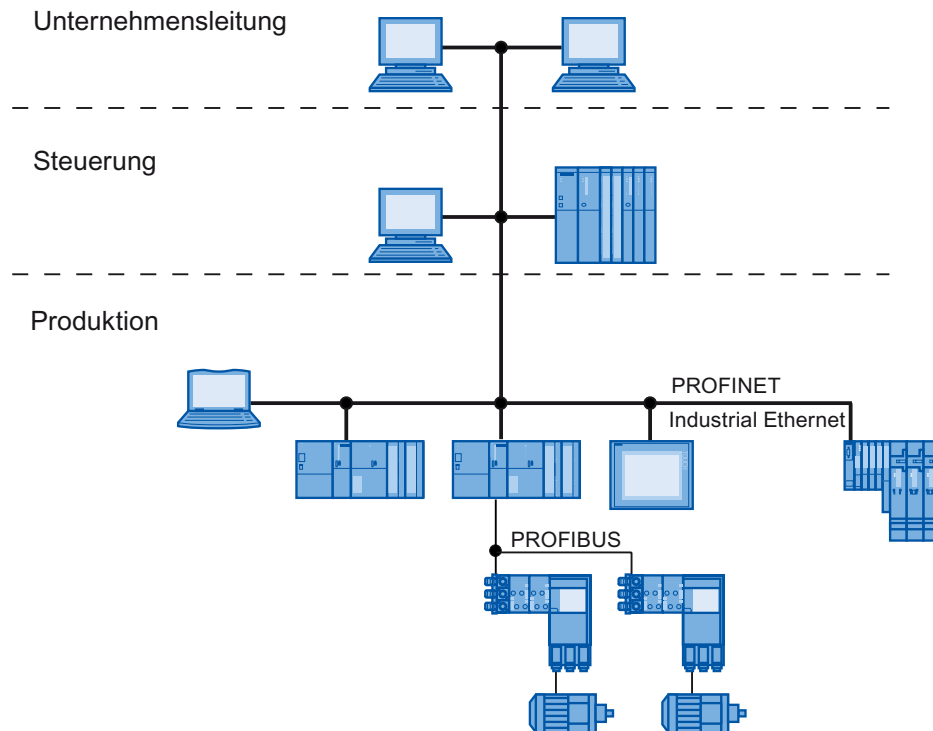 Unternehmensleitung
Steuerung
Produktion
PROFINET
Industrial Ethernet
PROFIBUS